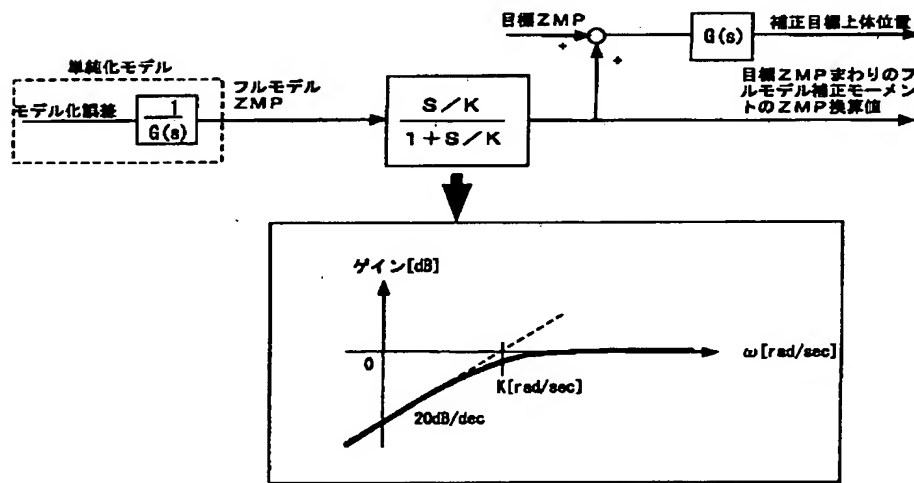 目標ZMP
+
+
G(s)
補正目標上体位置
単純化モデル
モデル化誤差
1
G(s)
フルモデル
ZMP
S/K
1+S/K
目標ZMPまわりのフ
ルモデル補正モーメン
トのZMP換算値
ゲイン[dB]
0
ω[rad/sec]
K[rad/sec]
20dB/dec